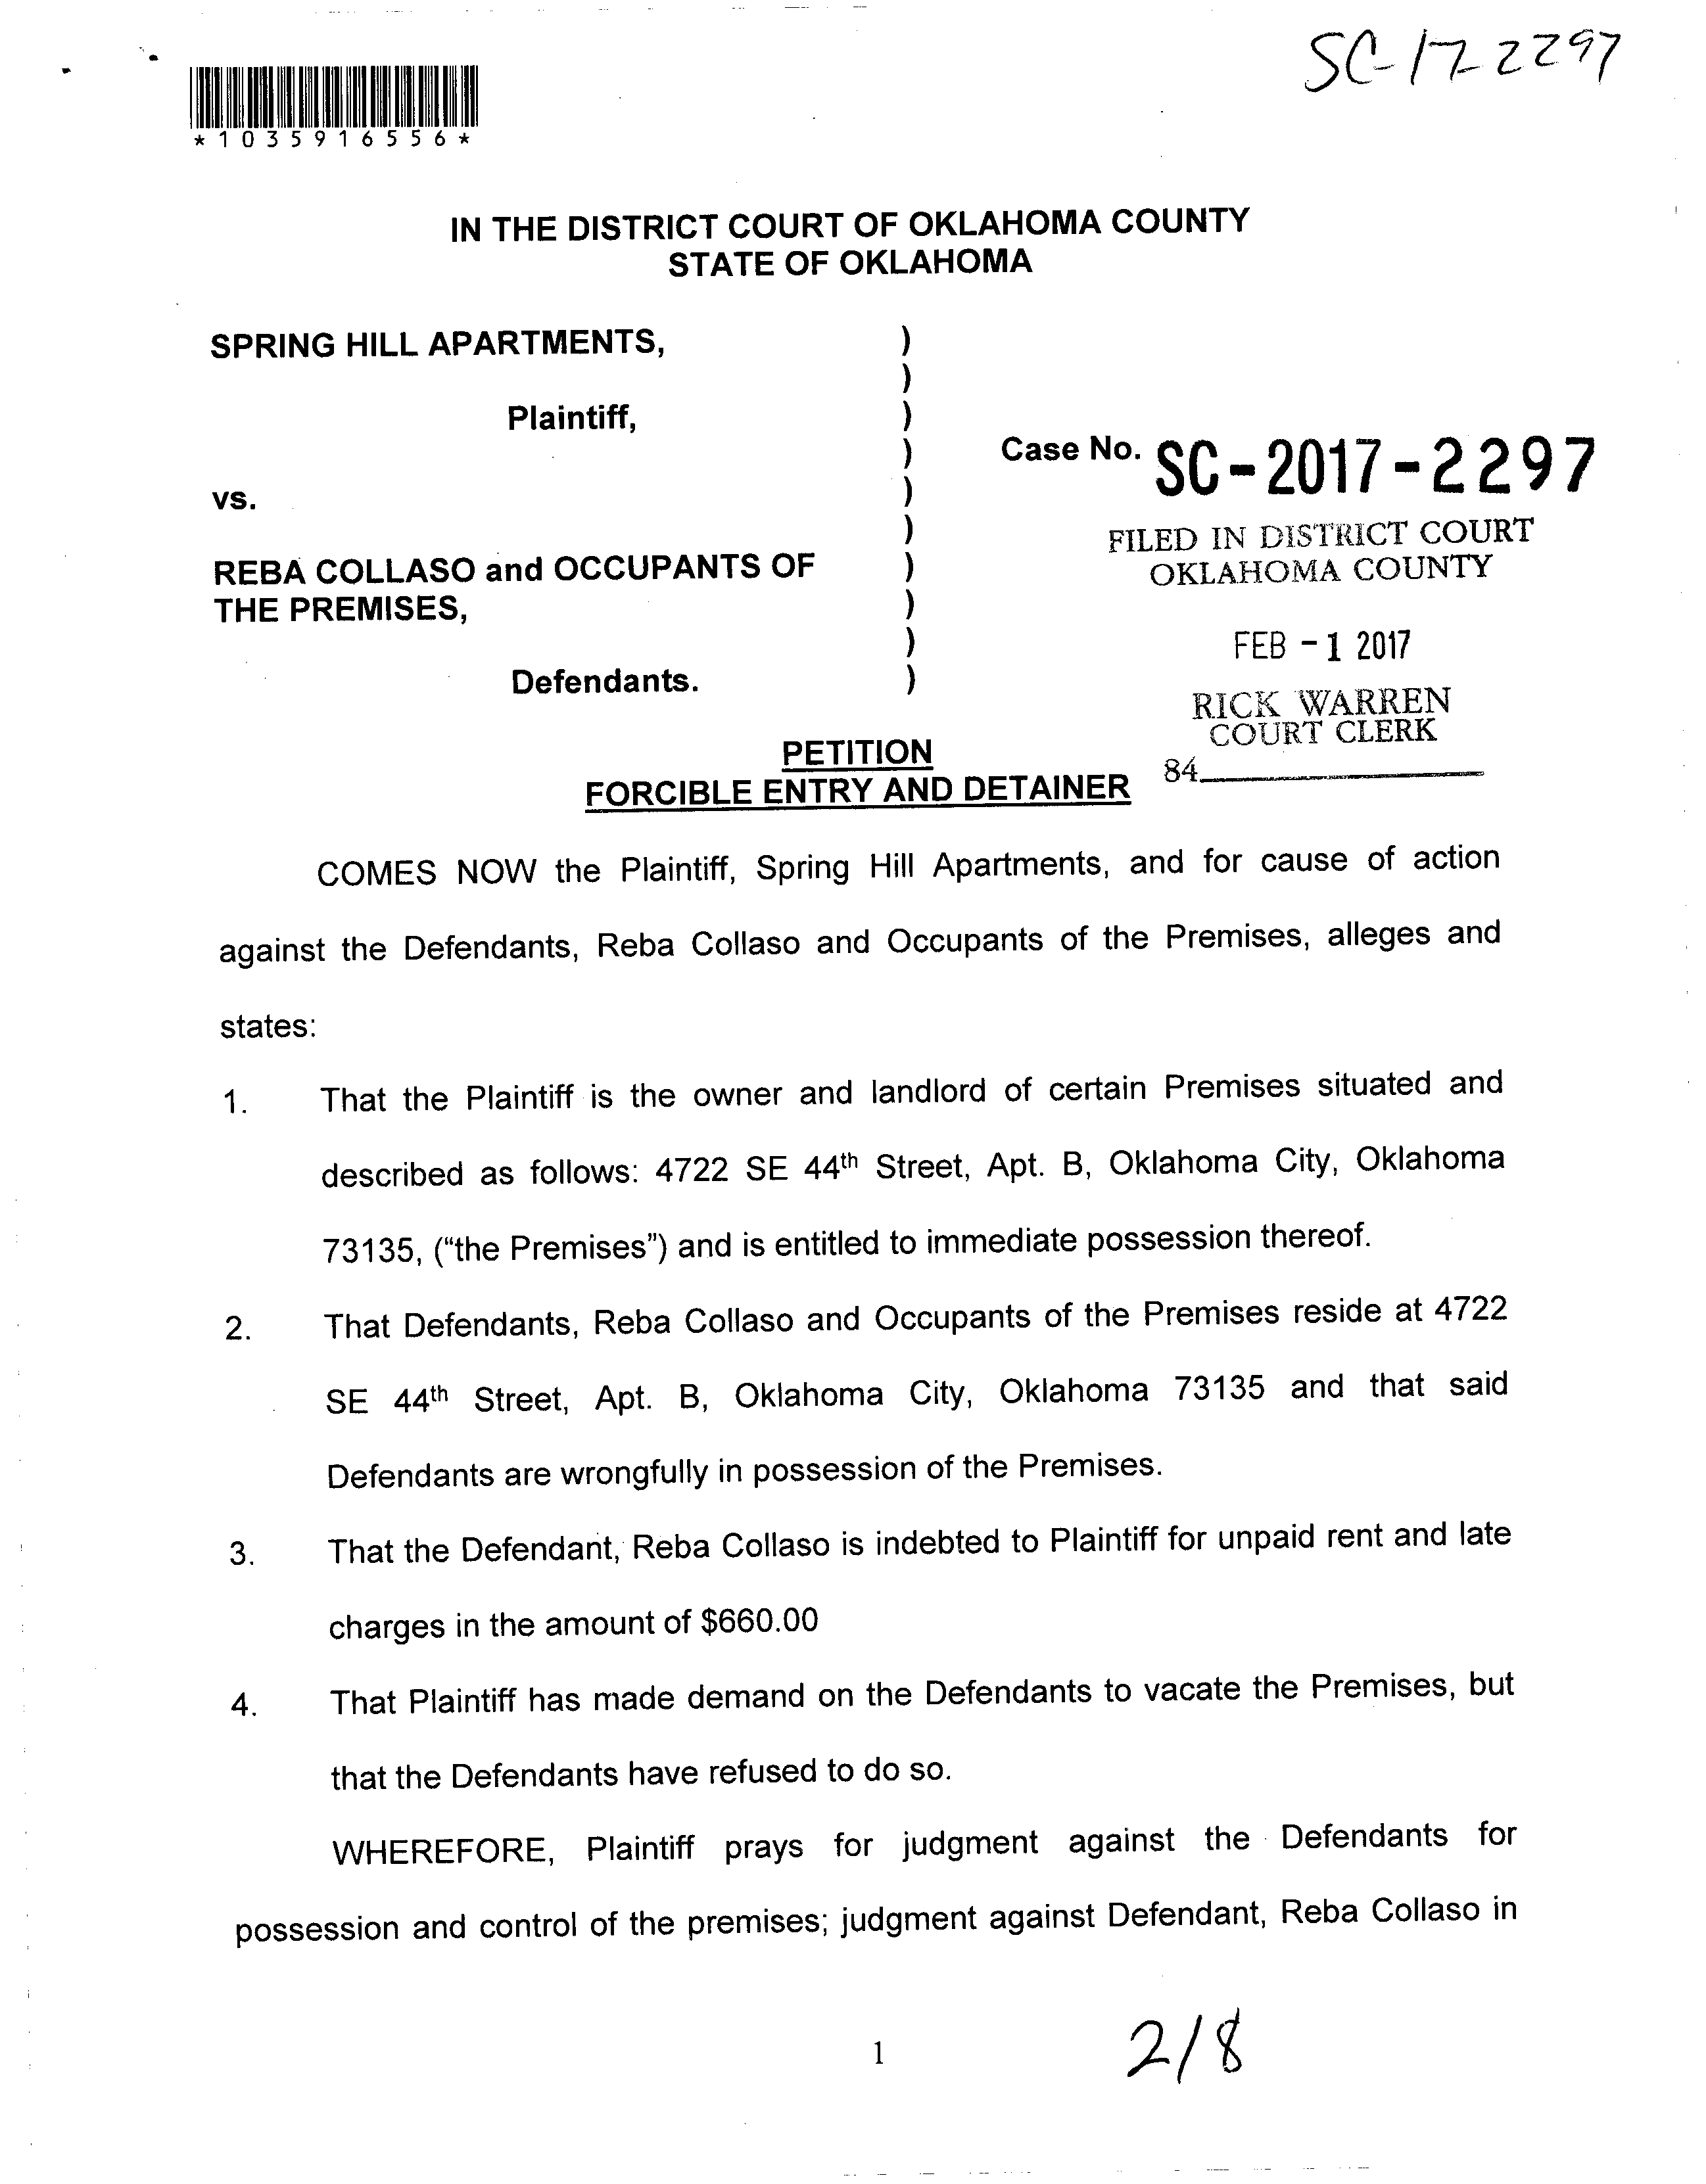 SC-17-2297
*1035916556*
IN THE DISTRICT COURT OF OKLAHOMA COUNTY
STATE OF OKLAHOMA
SPRING HILL APARTMENTS, )
)
Plaintiff, )
) Case No. SC-2017-2297
vs. )
) FILED IN DISTRICT COURT
REBA COLLASO and OCCUPANTS OF ) OKLAHOMA COUNTY
THE PREMISES, )
) FEB -1 2017
Defendants. )
RICK WARREN
COURT CLERK
PETITION
84
FORCIBLE ENTRY AND DETAINER
COMES NOW the Plaintiff, Spring Hill Apartments, and for cause of action
against the Defendants, Reba Collaso and Occupants of the Premises, alleges and
states:
1. That the Plaintiff is the owner and landlord of certain Premises situated and
described as follows: 4722 SE 44th Street, Apt. B, Oklahoma City, Oklahoma
73135, (“the Premises”) and is entitled to immediate possession thereof.
2. That Defendants, Reba Collaso and Occupants of the Premises reside at 4722
SE 44th Street, Apt. B, Oklahoma City, Oklahoma 73135 and that said
Defendants are wrongfully in possession of the Premises.
3. That the Defendant, Reba Collaso is indebted to Plaintiff for unpaid rent and late
charges in the amount of $660.00
4. That Plaintiff has made demand on the Defendants to vacate the Premises, but
that the Defendants have refused to do so.
WHEREFORE, Plaintiff prays for judgment against the Defendants for
possession and control of the premises; judgment against Defendant, Reba Collaso in
1
2/8